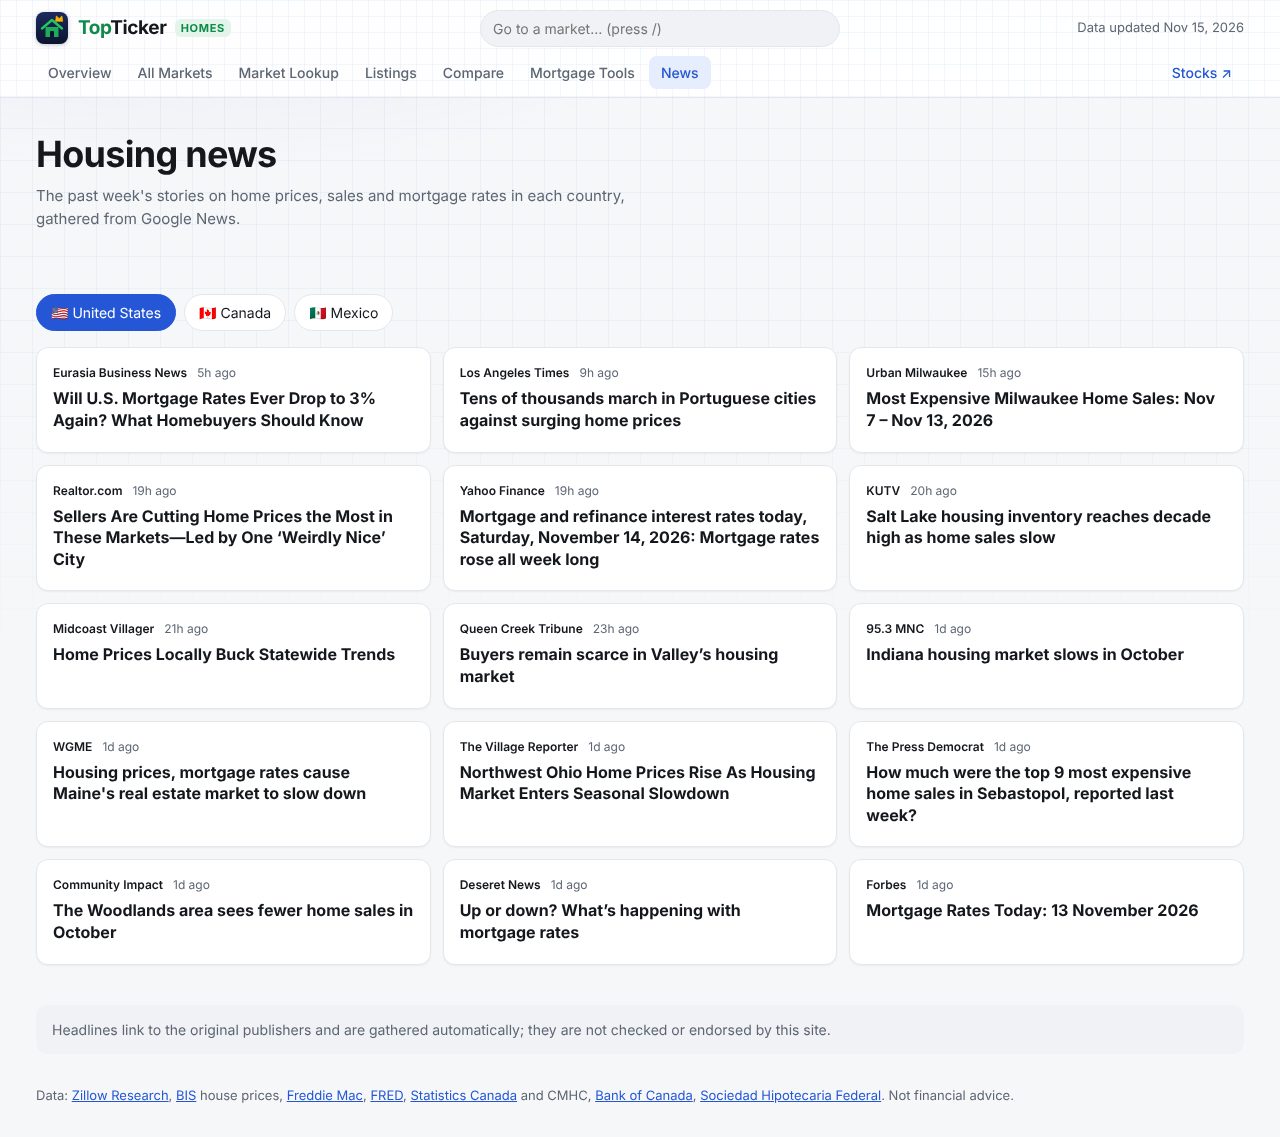 TopTicker HOMES
Go to a market... (press /)
Data updated Nov 15, 2026
Overview
All Markets
Market Lookup
Listings
Compare
Mortgage Tools
News
Stocks ↗
Housing news
The past week's stories on home prices, sales and mortgage rates in each country,
gathered from Google News.
United States
Canada
Mexico
Eurasia Business News 5h ago
Will U.S. Mortgage Rates Ever Drop to 3%
Again? What Homebuyers Should Know
Los Angeles Times 9h ago
Tens of thousands march in Portuguese cities
against surging home prices
Urban Milwaukee 15h ago
Most Expensive Milwaukee Home Sales: Nov
7 – Nov 13, 2026
Realtor.com 19h ago
Sellers Are Cutting Home Prices the Most in
These Markets—Led by One ‘Weirdly Nice’
City
Yahoo Finance 19h ago
Mortgage and refinance interest rates today,
Saturday, November 14, 2026: Mortgage rates
rose all week long
KUTV 20h ago
Salt Lake housing inventory reaches decade
high as home sales slow
Midcoast Villager 21h ago
Home Prices Locally Buck Statewide Trends
Queen Creek Tribune 23h ago
Buyers remain scarce in Valley’s housing
market
95.3 MNC 1d ago
Indiana housing market slows in October
WGME 1d ago
Housing prices, mortgage rates cause
Maine's real estate market to slow down
The Village Reporter 1d ago
Northwest Ohio Home Prices Rise As Housing
Market Enters Seasonal Slowdown
The Press Democrat 1d ago
How much were the top 9 most expensive
home sales in Sebastopol, reported last
week?
Community Impact 1d ago
The Woodlands area sees fewer home sales in
October
Deseret News 1d ago
Up or down? What’s happening with
mortgage rates
Forbes 1d ago
Mortgage Rates Today: 13 November 2026
Headlines link to the original publishers and are gathered automatically; they are not checked or endorsed by this site.
Data: Zillow Research, BIS house prices, Freddie Mac, FRED, Statistics Canada and CMHC, Bank of Canada, Sociedad Hipotecaria Federal. Not financial advice.